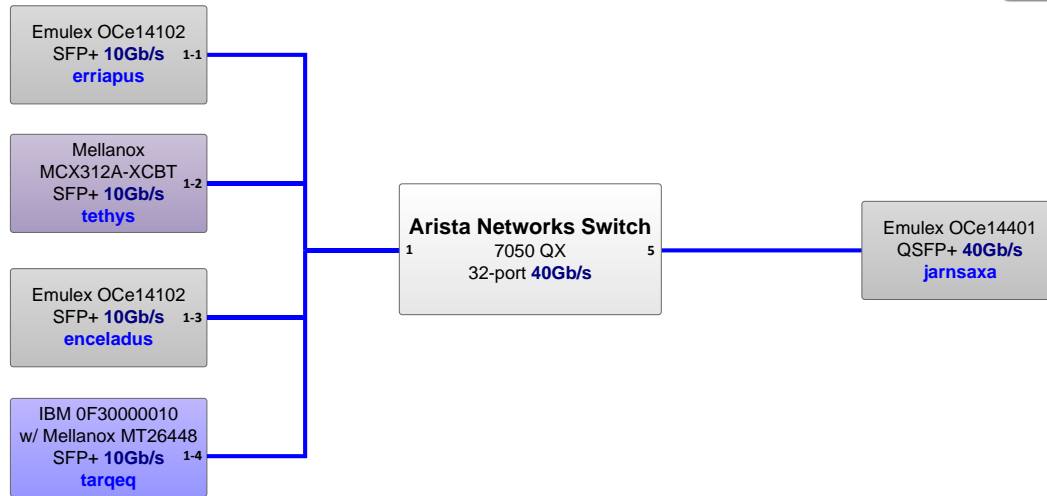 Emulex OCe14102
SFP+ 10Gb/s 1-1
erriapus
Mellanox
MCX312A-XCBT
SFP+ 10Gb/s 1-2
tethys
Emulex OCe14102
SFP+ 10Gb/s 1-3
enceladus
IBM 0F30000010
w/ Mellanox MT26448
SFP+ 10Gb/s 1-4
tarqeq
Arista Networks Switch
1 7050 QX 5
32-port 40Gb/s
Emulex OCe14401
QSFP+ 40Gb/s
jarnsaxa